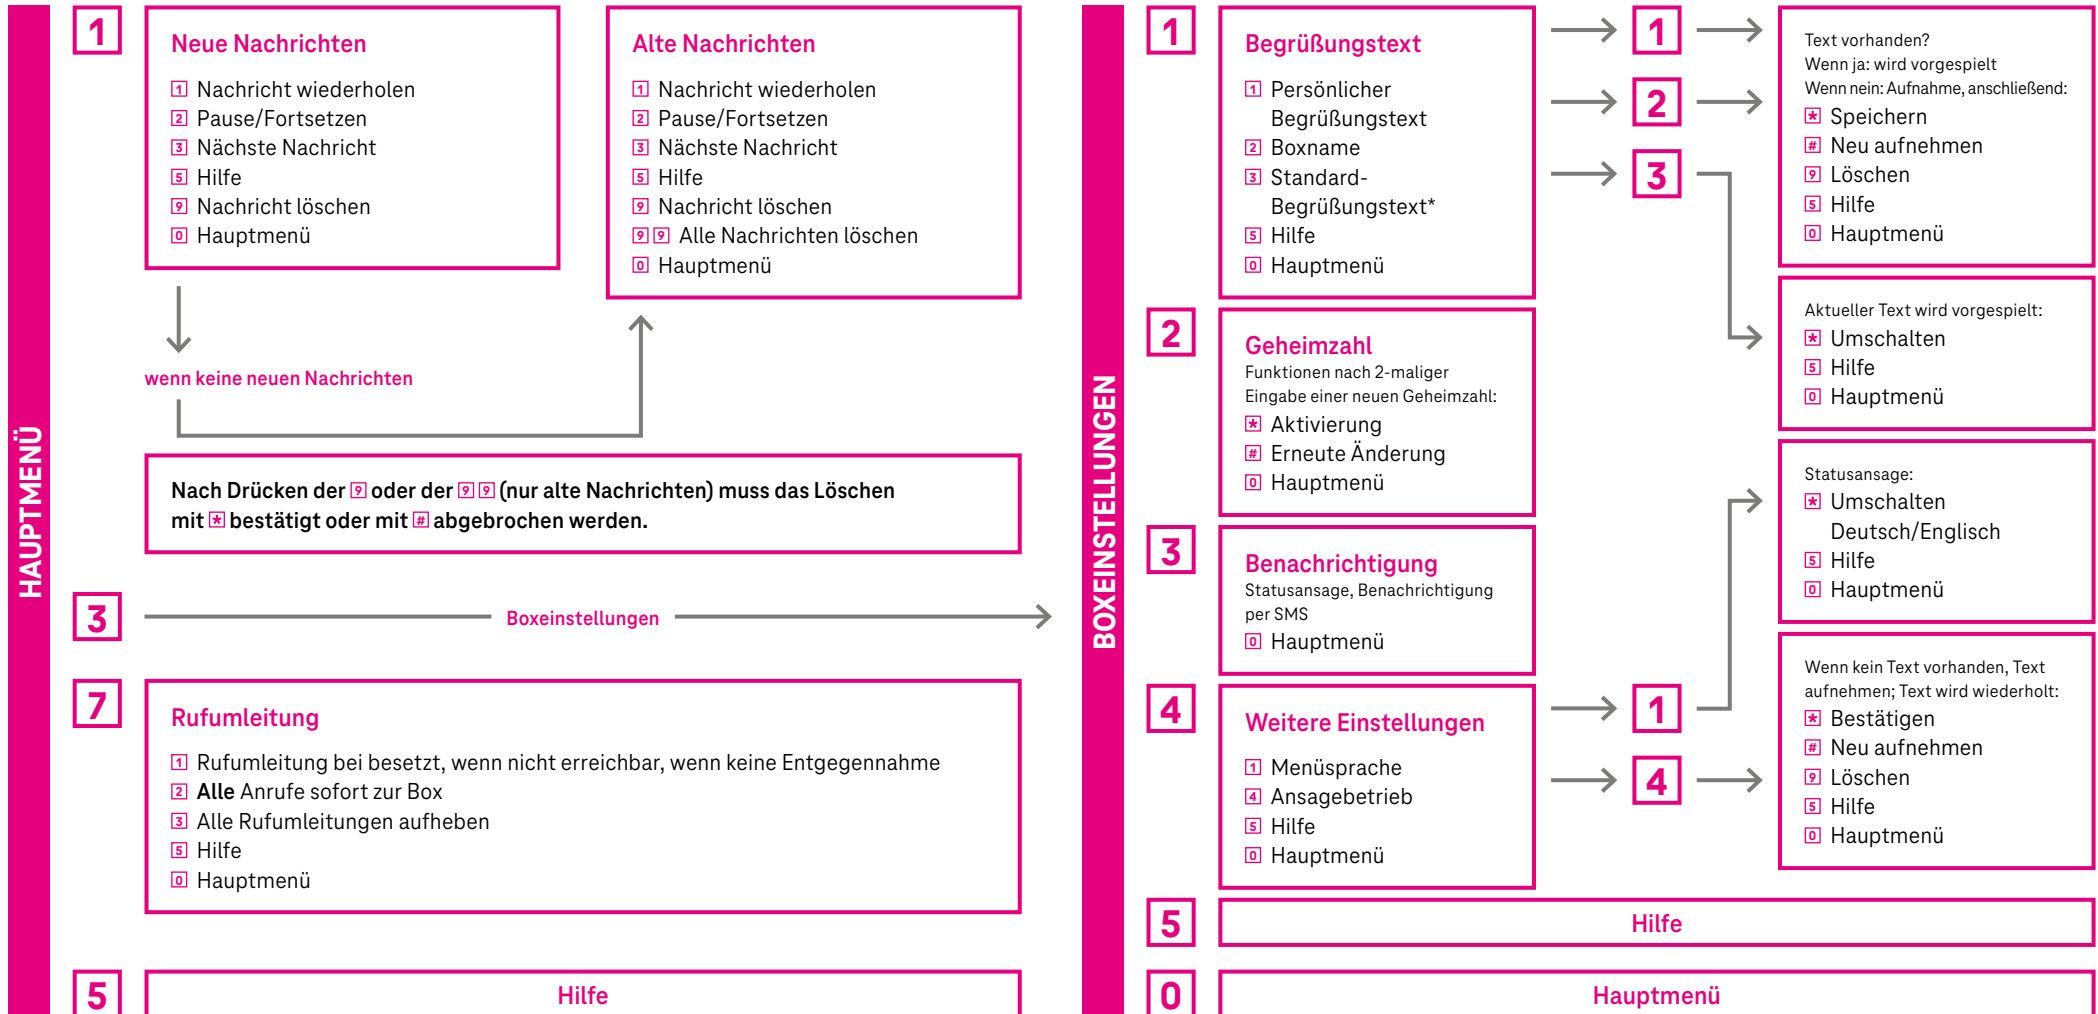 HAUPTMENÜ
1
Neue Nachrichten
1 Nachricht wiederholen
2 Pause/Fortsetzen
3 Nächste Nachricht
5 Hilfe
9 Nachricht löschen
0 Hauptmenü
Alte Nachrichten
1 Nachricht wiederholen
2 Pause/Fortsetzen
3 Nächste Nachricht
5 Hilfe
9 Nachricht löschen
9 9 Alle Nachrichten löschen
0 Hauptmenü
wenn keine neuen Nachrichten
Nach Drücken der 9 oder der 9 9 (nur alte Nachrichten) muss das Löschen
mit * bestätigt oder mit # abgebrochen werden.
3
Boxeinstellungen
7
Rufumleitung
1 Rufumleitung bei besetzt, wenn nicht erreichbar, wenn keine Entgegennahme
2 Alle Anrufe sofort zur Box
3 Alle Rufumleitungen aufheben
5 Hilfe
0 Hauptmenü
5
Hilfe
BOXEINSTELLUNGEN
1
Begrüßungstext
1 Persönlicher
Begrüßungstext
2 Boxname
3 Standard-
Begrüßungstext*
5 Hilfe
0 Hauptmenü
1
2
3
Text vorhanden?
Wenn ja: wird vorgespielt
Wenn nein: Aufnahme, anschließend:
* Speichern
# Neu aufnehmen
9 Löschen
5 Hilfe
0 Hauptmenü
Aktueller Text wird vorgespielt:
* Umschalten
5 Hilfe
0 Hauptmenü
2
Geheimzahl
Funktionen nach 2-maliger
Eingabe einer neuen Geheimzahl:
* Aktivierung
# Erneute Änderung
0 Hauptmenü
3
Benachrichtigung
Statusansage, Benachrichtigung
per SMS
0 Hauptmenü
4
Weitere Einstellungen
1 Menüsprache
4 Ansagebetrieb
5 Hilfe
0 Hauptmenü
1
4
Statusansage:
* Umschalten
Deutsch/Englisch
5 Hilfe
0 Hauptmenü
Wenn kein Text vorhanden, Text
aufnehmen; Text wird wiederholt:
* Bestätigen
# Neu aufnehmen
9 Löschen
5 Hilfe
0 Hauptmenü
5
Hilfe
0
Hauptmenü